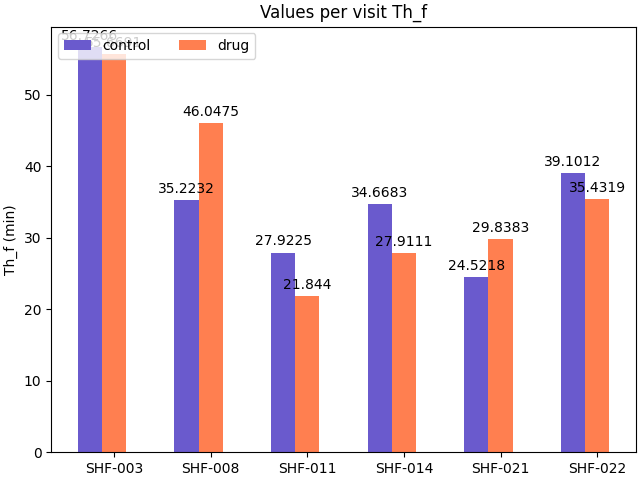 Values per visit Th_f
control
drug
56.7266
35.2232
46.0475
27.9225
21.844
34.6683
27.9111
24.5218
29.8383
39.1012
35.4319
Th_f (min)
50
40
30
20
10
0
SHF-003
SHF-008
SHF-011
SHF-014
SHF-021
SHF-022